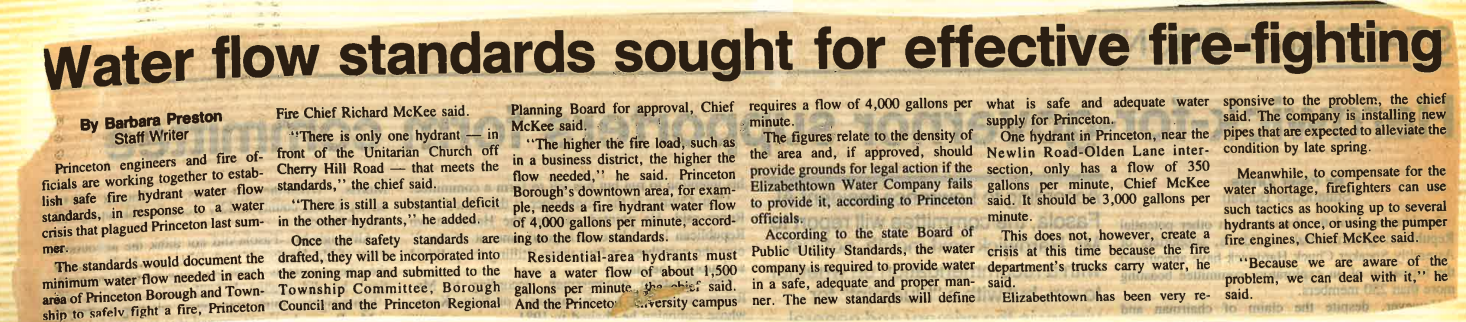 Water flow standards sought for effective fire-fighting
By Barbara Preston
Staff Writer
Princeton engineers and fire of-
ficials are working together to estab-
lish safe fire hydrant water flow
standards, in response to a water
crisis that plagued Princeton last sum-
mer.
The standards would document the
minimum water flow needed in each
area of Princeton Borough and Town-
ship to safely fight a fire, Princeton
Fire Chief Richard McKee said.
"There is only one hydrant — in
front of the Unitarian Church off
Cherry Hill Road — that meets the
standards," the chief said.
"There is still a substantial deficit
in the other hydrants," he added.
Once the safety standards are
drafted, they will be incorporated into
the zoning map and submitted to the
Township Committee, Borough
Council and the Princeton Regional
Planning Board for approval, Chief
McKee said.
"The higher the fire load, such as
in a business district, the higher the
flow needed," he said. Princeton
Borough's downtown area, for exam-
ple, needs a fire hydrant water flow
of 4,000 gallons per minute, accord-
ing to the flow standards.
Residential-area hydrants must
have a water flow of about 1,500
gallons per minute, the chief said.
And the Princeton University campus
requires a flow of 4,000 gallons per
minute.
The figures relate to the density of
the area and, if approved, should
provide grounds for legal action if the
Elizabethtown Water Company fails
to provide it, according to Princeton
officials.
According to the state Board of
Public Utility Standards, the water
company is required to provide water
in a safe, adequate and proper man-
ner. The new standards will define
what is safe and adequate water
supply for Princeton.
One hydrant in Princeton, near the
Newlin Road-Olden Lane inter-
section, only has a flow of 350
gallons per minute, Chief McKee
said. It should be 3,000 gallons per
minute.
This does not, however, create a
crisis at this time because the fire
department's trucks carry water, he
said.
Elizabethtown has been very re-
sponsive to the problem, the chief
said. The company is installing new
pipes that are expected to alleviate the
condition by late spring.
Meanwhile, to compensate for the
water shortage, firefighters can use
such tactics as hooking up to several
hydrants at once, or using the pumper
fire engines, Chief McKee said.
"Because we are aware of the
problem, we can deal with it," he
said.